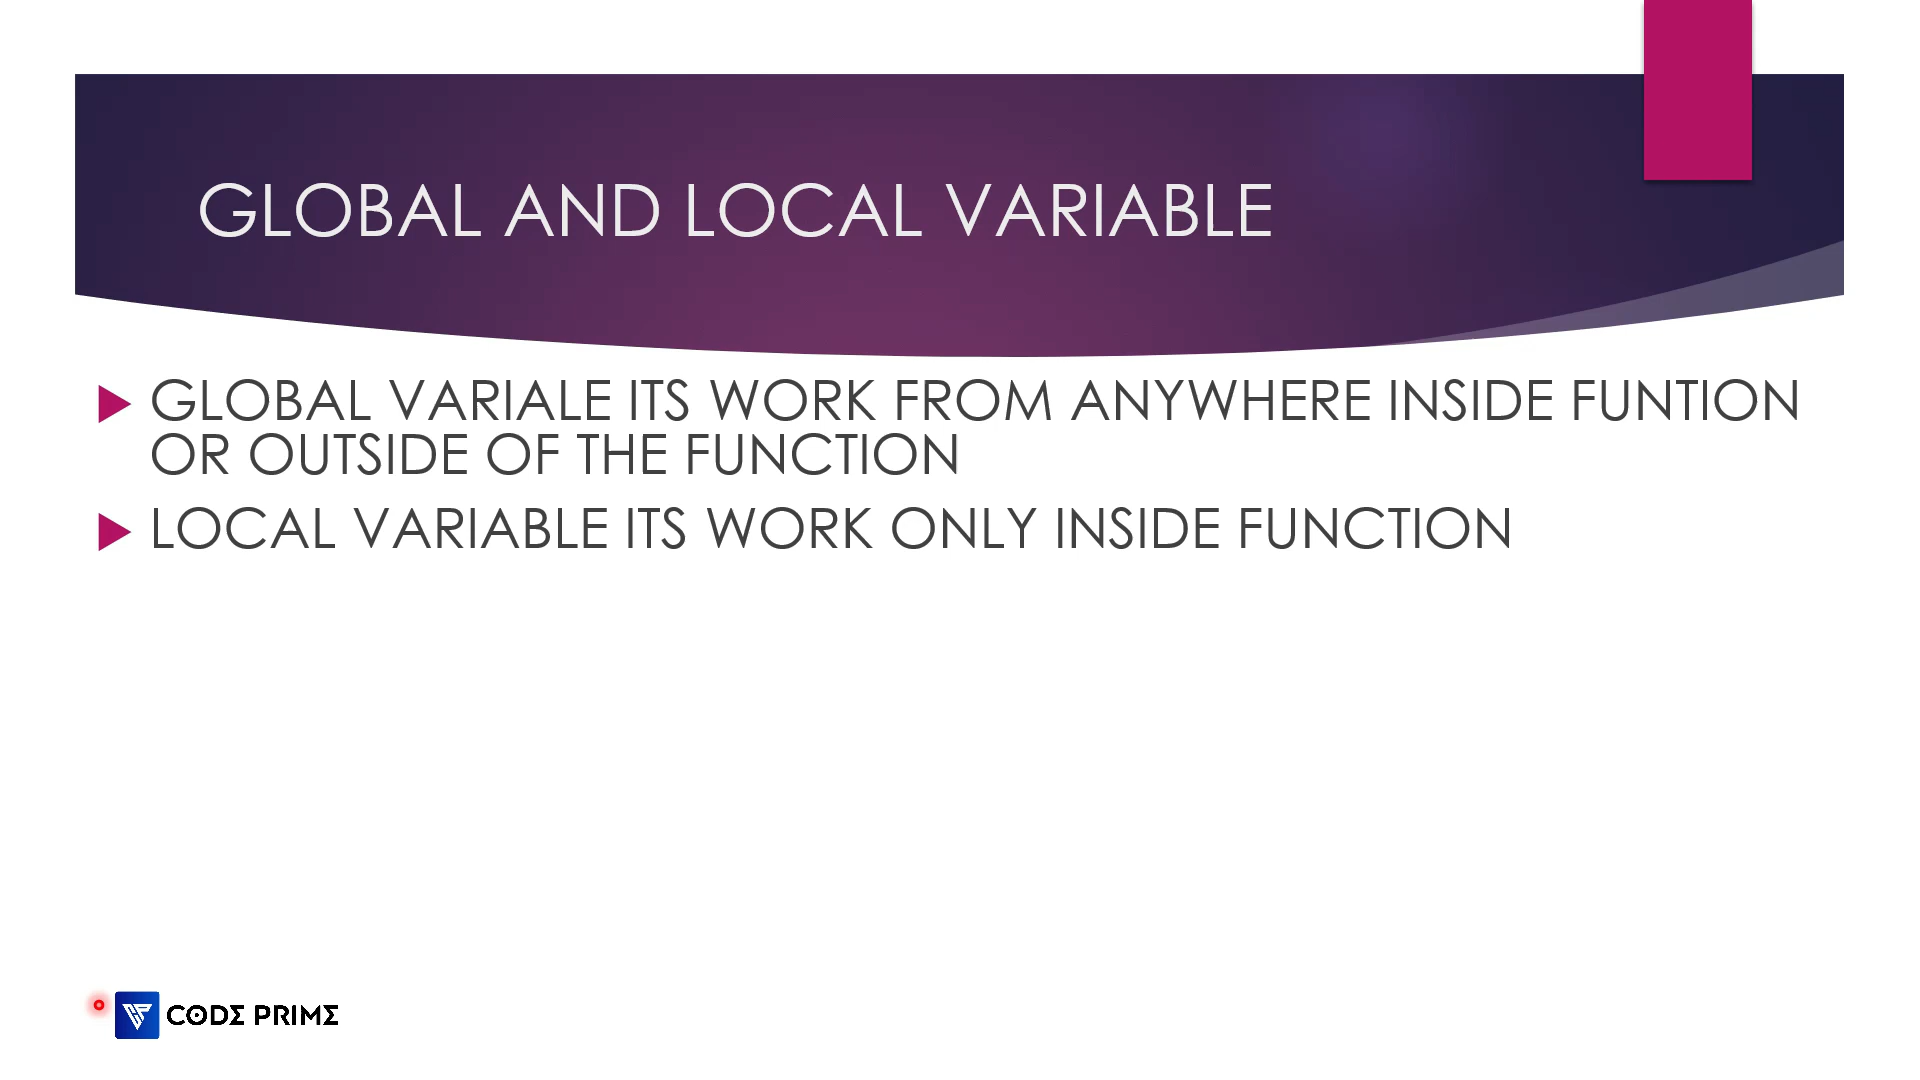 GLOBAL AND LOCAL VARIABLE
GLOBAL VARIALE ITS WORK FROM ANYWHERE INSIDE FUNTION
OR OUTSIDE OF THE FUNCTION
LOCAL VARIABLE ITS WORK ONLY INSIDE FUNCTION
CODΣ PRIMΣ